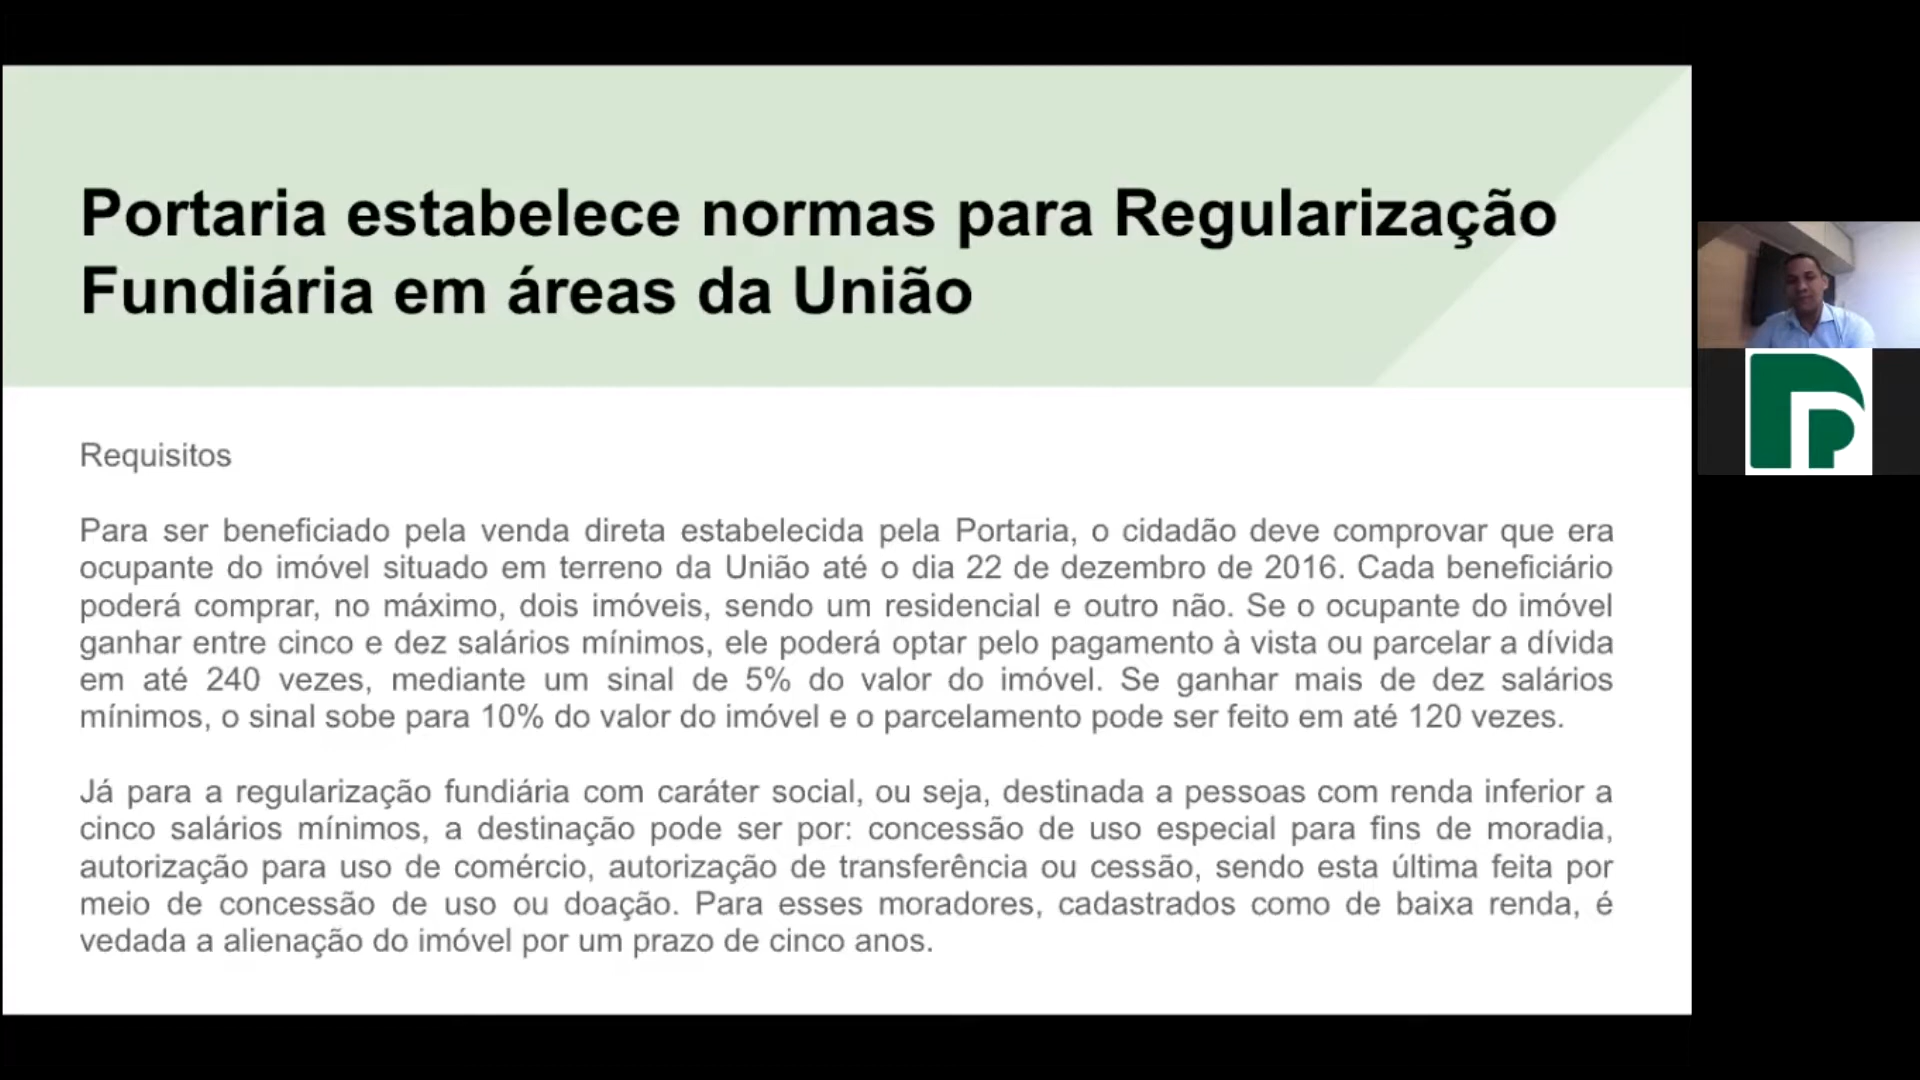 Portaria estabelece normas para Regularização
Fundiária em áreas da União
Requisitos
Para ser beneficiado pela venda direta estabelecida pela Portaria, o cidadão deve comprovar que era
ocupante do imóvel situado em terreno da União até o dia 22 de dezembro de 2016. Cada beneficiário
poderá comprar, no máximo, dois imóveis, sendo um residencial e outro não. Se o ocupante do imóvel
ganhar entre cinco e dez salários mínimos, ele poderá optar pelo pagamento à vista ou parcelar a dívida
em até 240 vezes, mediante um sinal de 5% do valor do imóvel. Se ganhar mais de dez salários
mínimos, o sinal sobe para 10% do valor do imóvel e o parcelamento pode ser feito em até 120 vezes.
Já para a regularização fundiária com caráter social, ou seja, destinada a pessoas com renda inferior a
cinco salários mínimos, a destinação pode ser por: concessão de uso especial para fins de moradia,
autorização para uso de comércio, autorização de transferência ou cessão, sendo esta última feita por
meio de concessão de uso ou doação. Para esses moradores, cadastrados como de baixa renda, é
vedada a alienação do imóvel por um prazo de cinco anos.